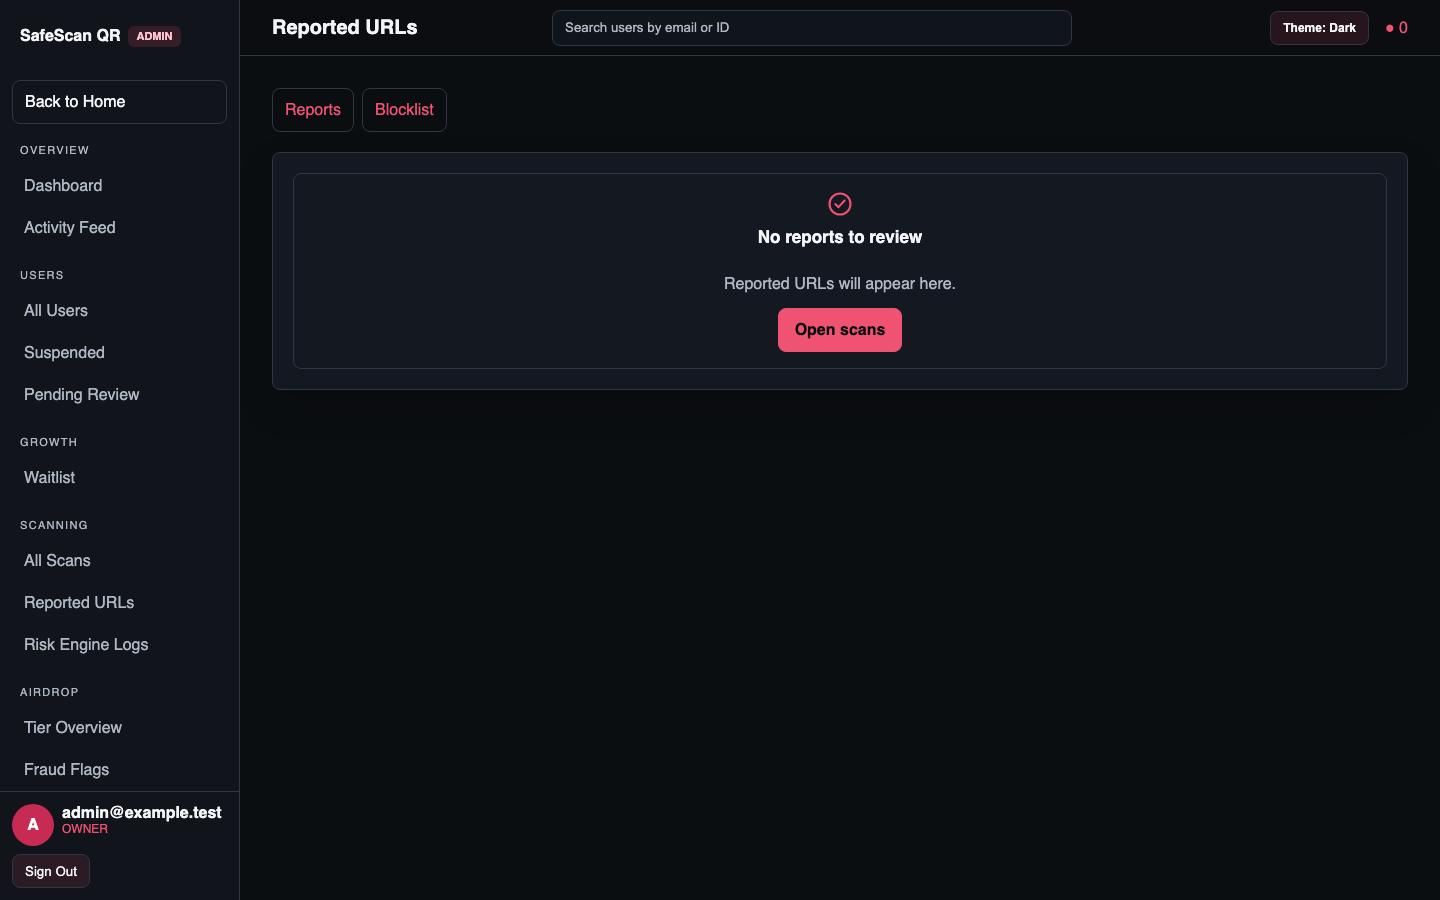 SafeScan QR ADMIN
Reported URLs
Search users by email or ID
Theme: Dark
0
Back to Home
OVERVIEW
Dashboard
Activity Feed
USERS
All Users
Suspended
Pending Review
GROWTH
Waitlist
SCANNING
All Scans
Reported URLs
Risk Engine Logs
AIRDROP
Tier Overview
Fraud Flags
A
admin@example.test
OWNER
Sign Out
Reports
Blocklist
No reports to review
Reported URLs will appear here.
Open scans